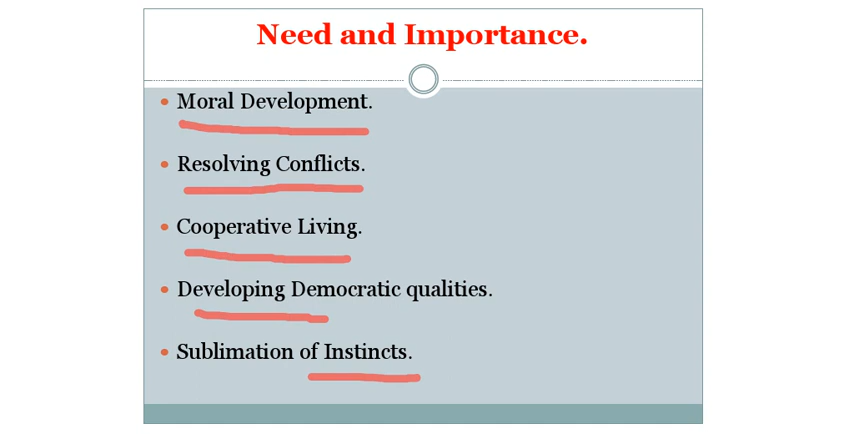 Need and Importance.
Moral Development.
Resolving Conflicts.
Cooperative Living.
Developing Democratic qualities.
Sublimation of Instincts.